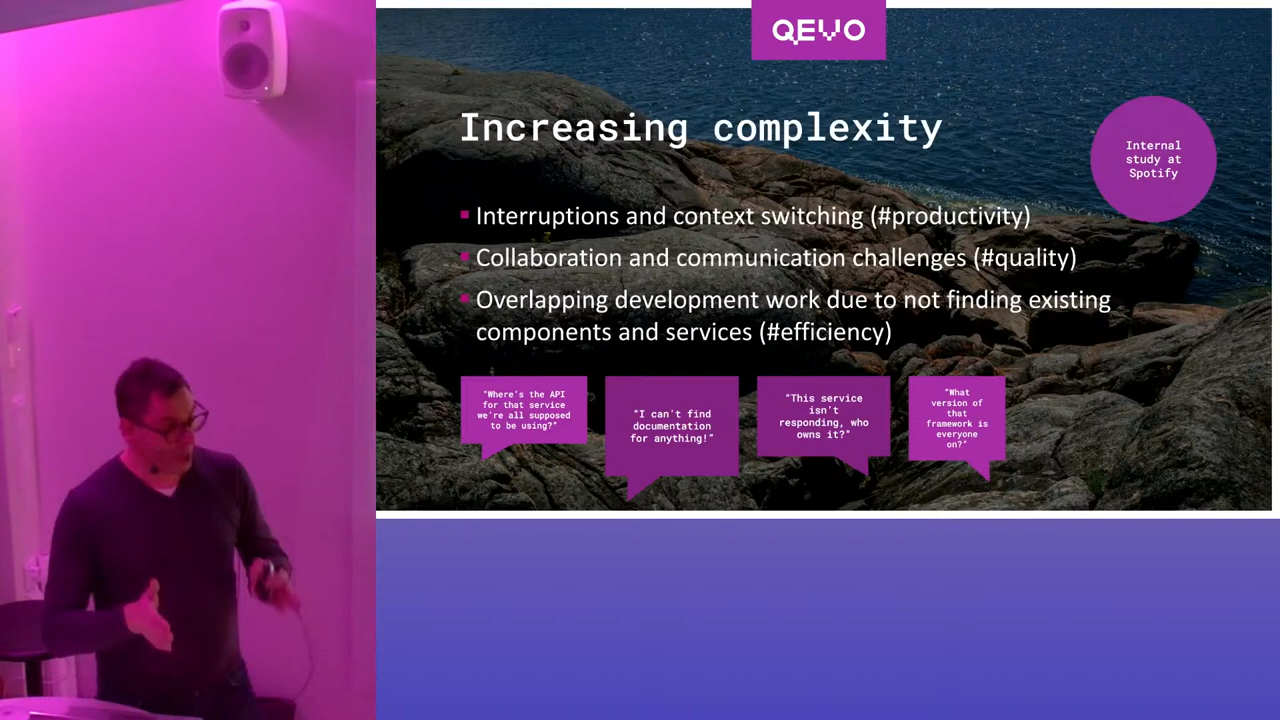 QEVO
Increasing complexity
Internal
study at
Spotify
Interruptions and context switching (#productivity)
Collaboration and communication challenges (#quality)
Overlapping development work due to not finding existing
components and services (#efficiency)
“Where’s the API
for that service
we’re all supposed
to be using?”
“I can’t find
documentation
for anything!”
“This service
isn’t
responding, who
owns it?”
“What
version of
that
framework is
everyone
on?”